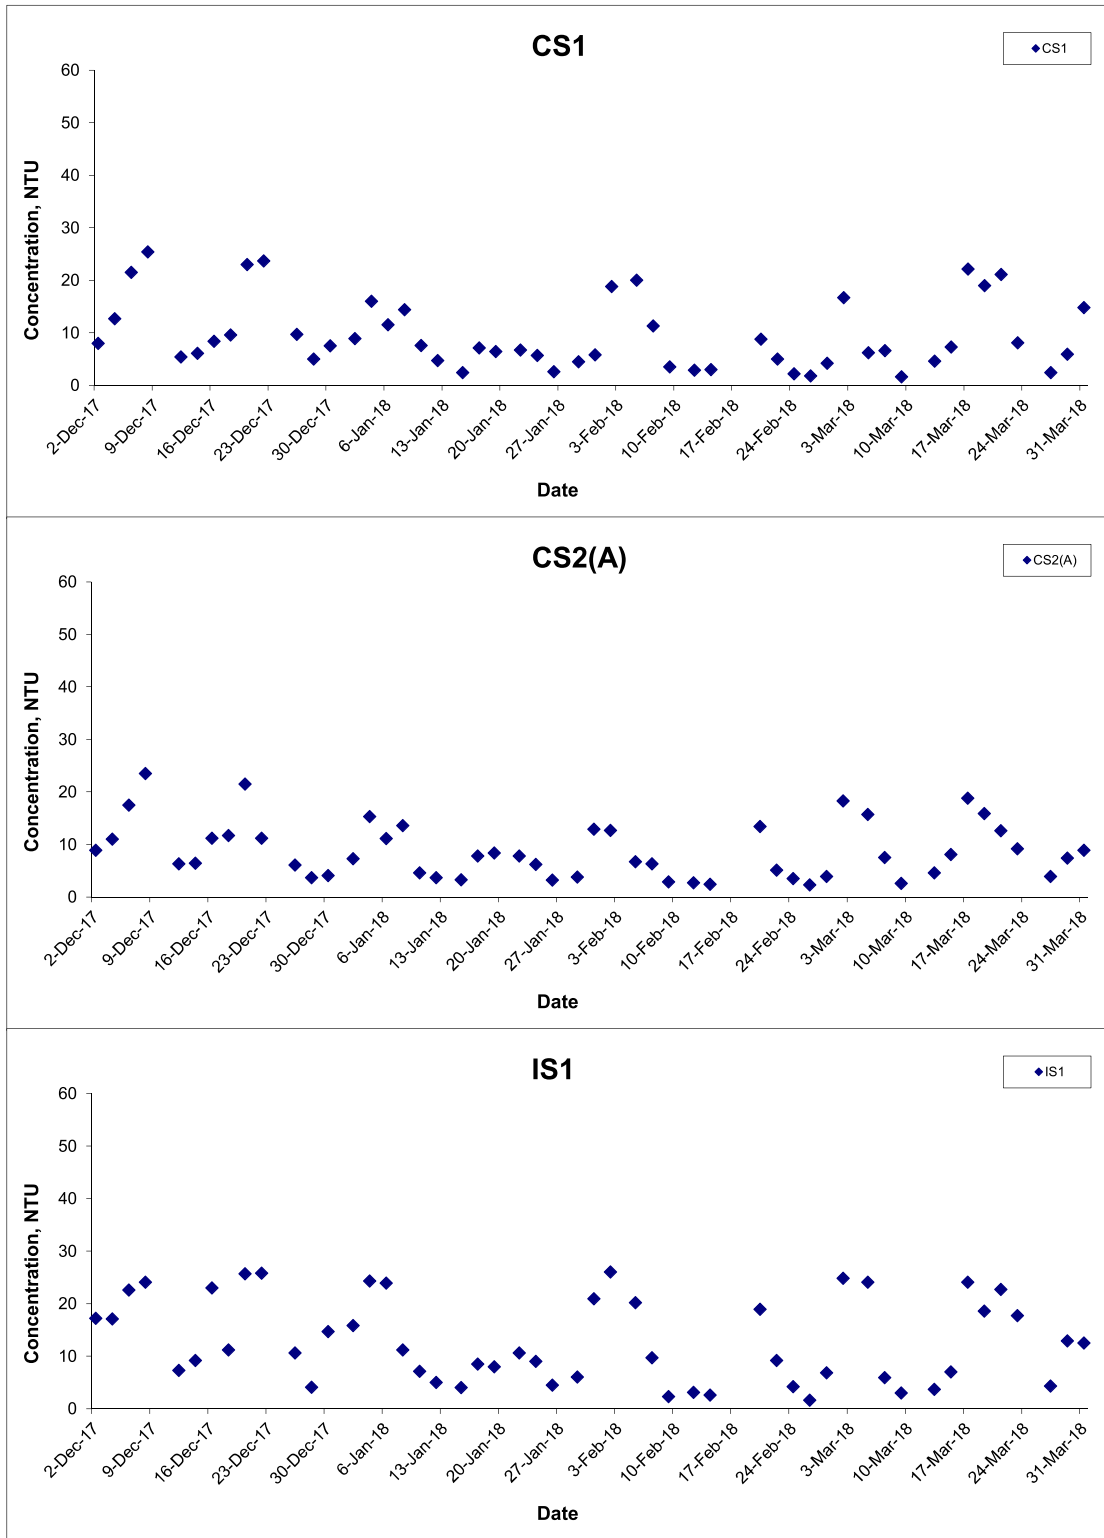 CS1
CS1
60
50
40
30
20
10
0
Concentration, NTU
2-Dec-17
9-Dec-17
16-Dec-17
23-Dec-17
30-Dec-17
6-Jan-18
13-Jan-18
20-Jan-18
27-Jan-18
3-Feb-18
10-Feb-18
17-Feb-18
24-Feb-18
3-Mar-18
10-Mar-18
17-Mar-18
24-Mar-18
31-Mar-18
Date
CS2(A)
CS2(A)
60
50
40
30
20
10
0
Concentration, NTU
2-Dec-17
9-Dec-17
16-Dec-17
23-Dec-17
30-Dec-17
6-Jan-18
13-Jan-18
20-Jan-18
27-Jan-18
3-Feb-18
10-Feb-18
17-Feb-18
24-Feb-18
3-Mar-18
10-Mar-18
17-Mar-18
24-Mar-18
31-Mar-18
Date
IS1
IS1
60
50
40
30
20
10
0
Concentration, NTU
2-Dec-17
9-Dec-17
16-Dec-17
23-Dec-17
30-Dec-17
6-Jan-18
13-Jan-18
20-Jan-18
27-Jan-18
3-Feb-18
10-Feb-18
17-Feb-18
24-Feb-18
3-Mar-18
10-Mar-18
17-Mar-18
24-Mar-18
31-Mar-18
Date